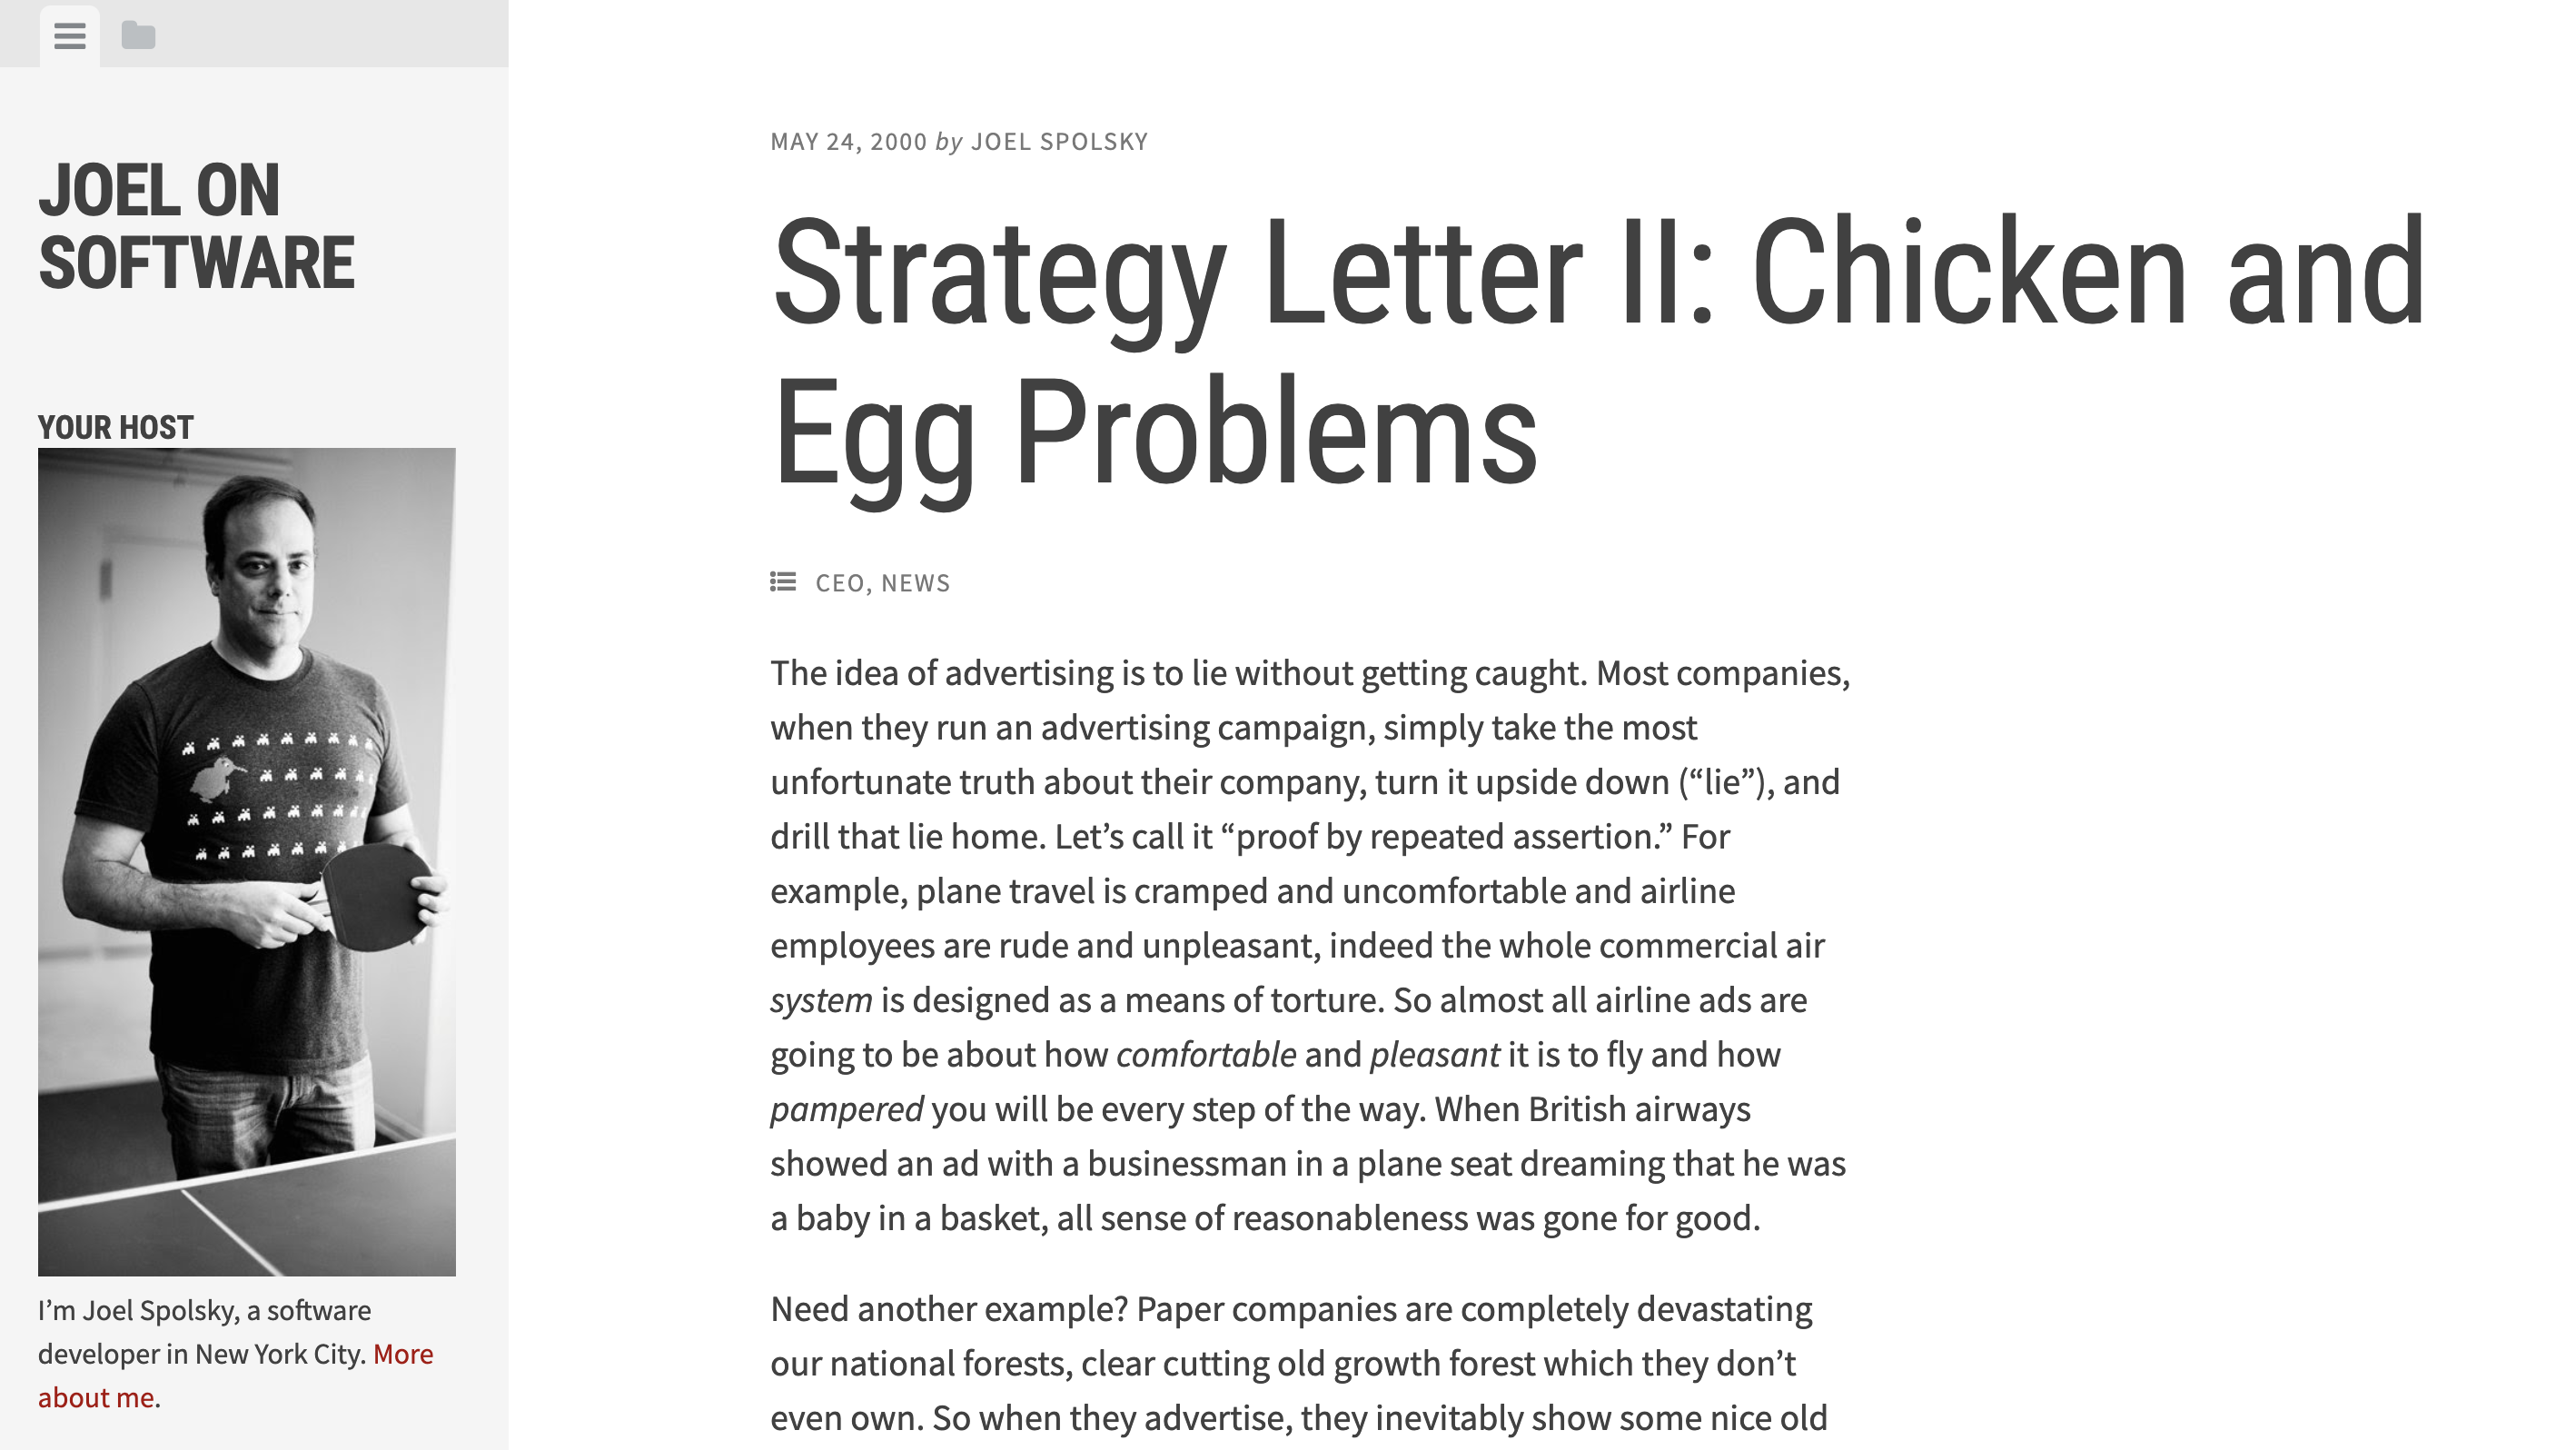 JOEL ON
SOFTWARE
YOUR HOST
I’m Joel Spolsky, a software
developer in New York City. More
about me.
MAY 24, 2000 by JOEL SPOLSKY
Strategy Letter II: Chicken and
Egg Problems
CEO, NEWS
The idea of advertising is to lie without getting caught. Most companies,
when they run an advertising campaign, simply take the most
unfortunate truth about their company, turn it upside down (“lie”), and
drill that lie home. Let’s call it “proof by repeated assertion.” For
example, plane travel is cramped and uncomfortable and airline
employees are rude and unpleasant, indeed the whole commercial air
system is designed as a means of torture. So almost all airline ads are
going to be about how comfortable and pleasant it is to fly and how
pampered you will be every step of the way. When British airways
showed an ad with a businessman in a plane seat dreaming that he was
a baby in a basket, all sense of reasonableness was gone for good.
Need another example? Paper companies are completely devastating
our national forests, clear cutting old growth forest which they don’t
even own. So when they advertise, they inevitably show some nice old